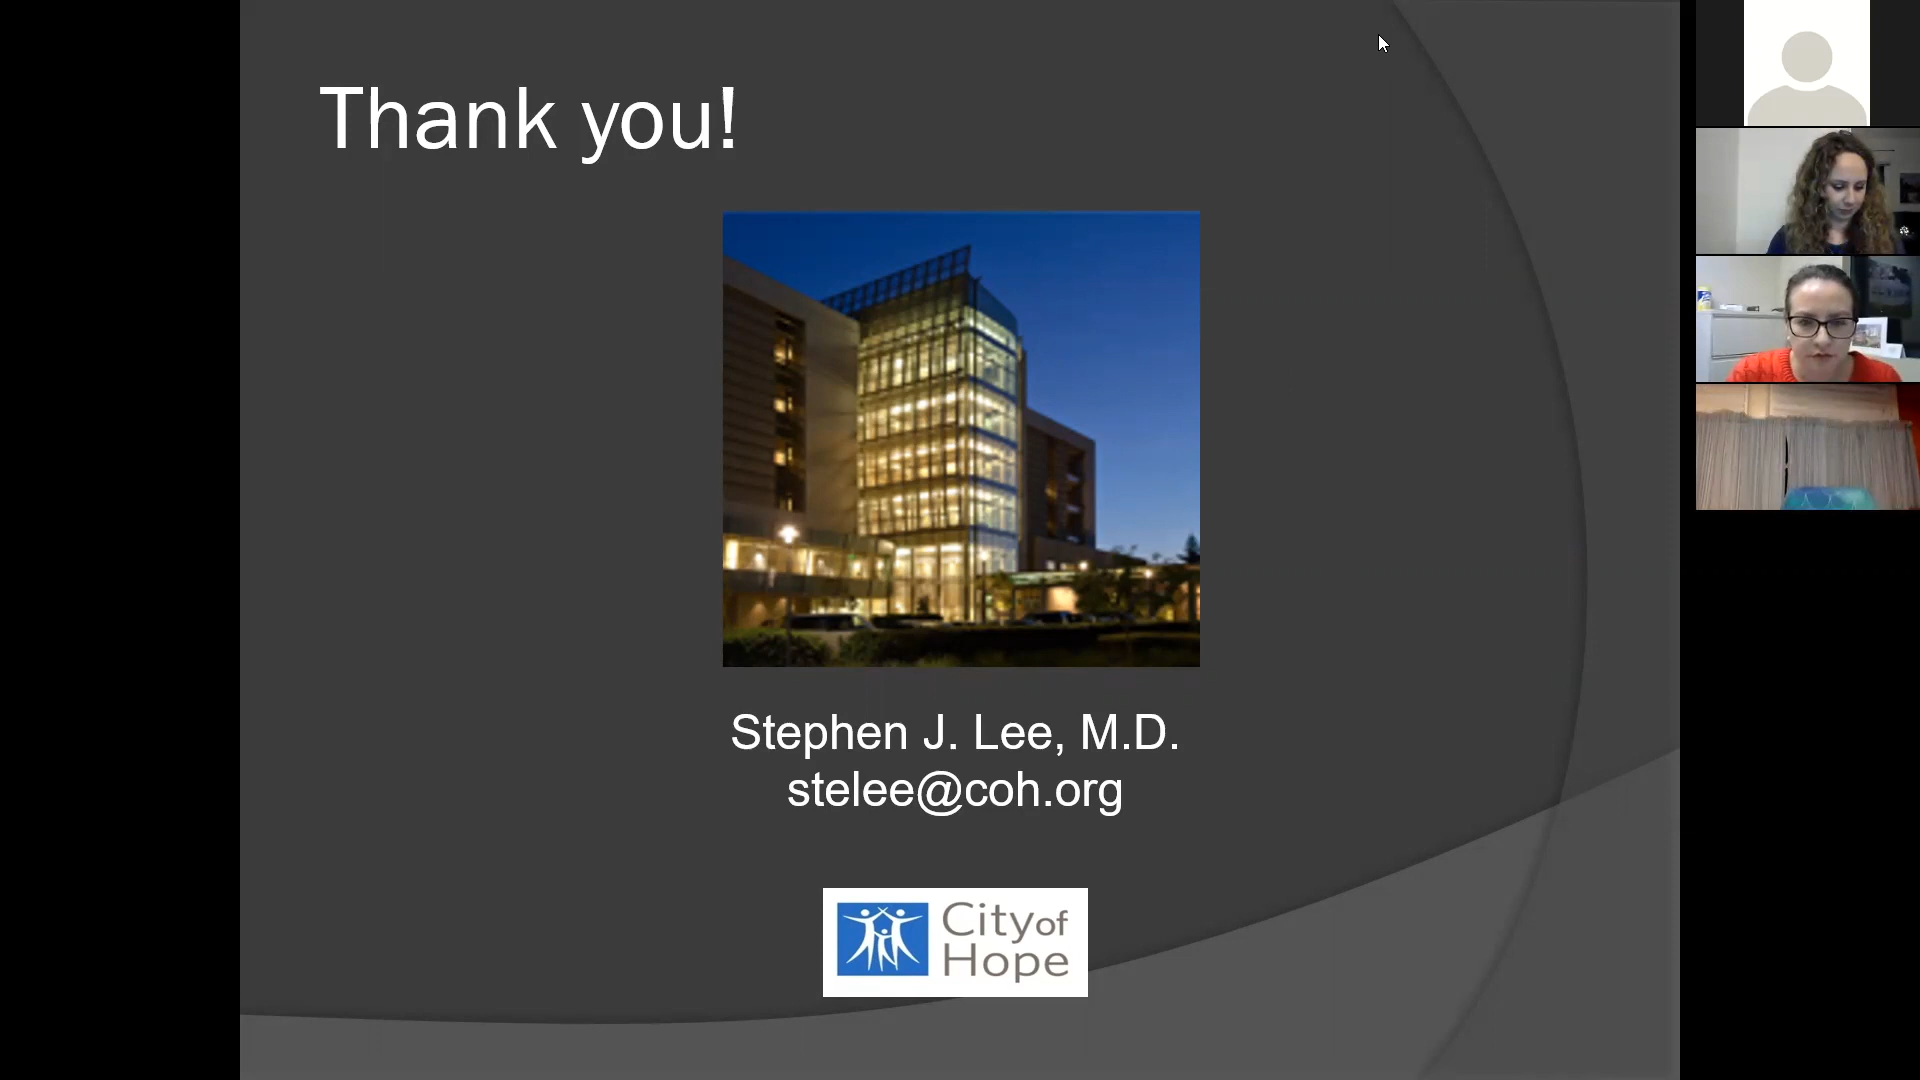 Thank you!
Stephen J. Lee, M.D.
stelee@coh.org
City of
Hope